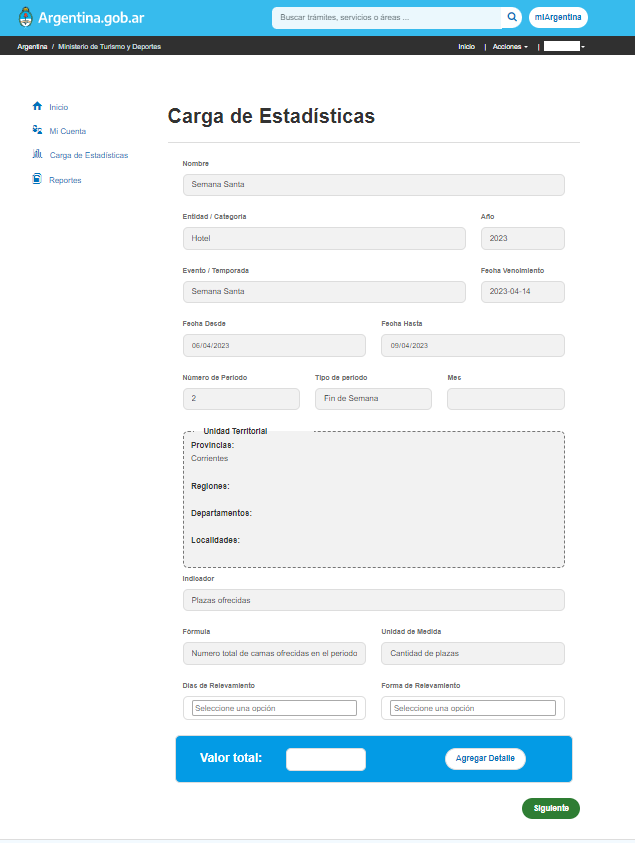 Argentina.gob.ar
Buscar trámites, servicios o áreas ...
miArgentina
Argentina / Ministerio de Turismo y Deportes
Inicio | Acciones |
Inicio
Mi Cuenta
Carga de Estadísticas
Reportes
Carga de Estadísticas
Nombre
Semana Santa
Entidad / Categoría Año
Hotel 2023
Evento / Temporada Fecha Vencimiento
Semana Santa 2023-04-14
Fecha Desde Fecha Hasta
06/04/2023 09/04/2023
Número de Periodo Tipo de periodo Mes
2 Fin de Semana
Unidad Territorial
Provincias:
Corrientes
Regiones:
Departamentos:
Localidades:
Indicador
Plazas ofrecidas
Fórmula Unidad de Medida
Numero total de camas ofrecidas en el periodo Cantidad de plazas
Días de Relevamiento Forma de Relevamiento
Seleccione una opción Seleccione una opción
Valor total: Agregar Detalle
Siguiente